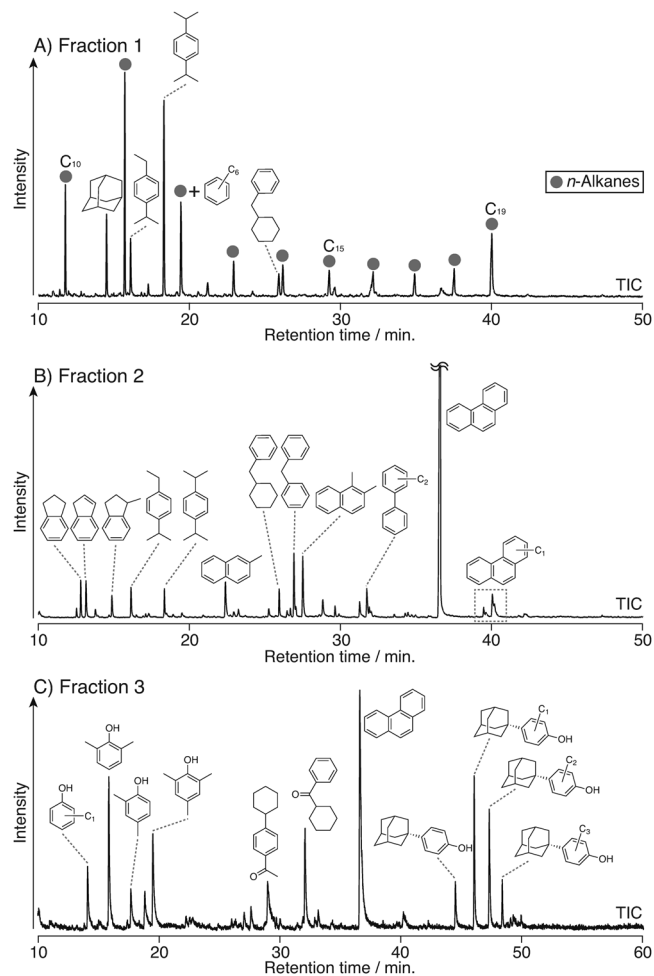 A) Fraction 1
Intensity
C10
+
C6
C15
C19
n-Alkanes
TIC
10 20 30 40 50
Retention time / min.
B) Fraction 2
Intensity
C2
C1
TIC
10 20 30 40 50
Retention time / min.
C) Fraction 3
Intensity
OH
C1
OH
OH
OH
O
O
OH
C1
OH
C2
OH
C3
OH
TIC
10 20 30 40 50
Retention time / min.